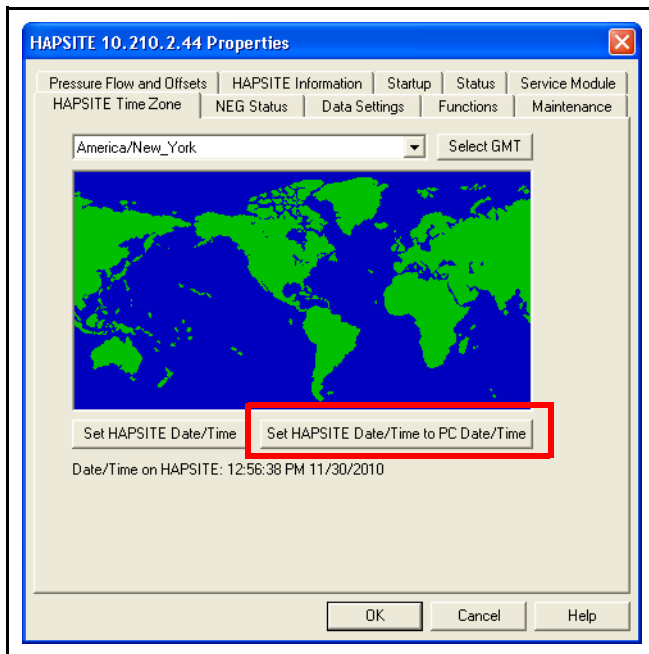 HAPSITE 10.210.2.44 Properties
Pressure Flow and Offsets HAPSITE Information Startup Status Service Module
HAPSITE Time Zone NEG Status Data Settings Functions Maintenance
America/New_York Select GMT
Set HAPSITE Date/Time Set HAPSITE Date/Time to PC Date/Time
Date/Time on HAPSITE: 12:56:38 PM 11/30/2010
OK Cancel Help